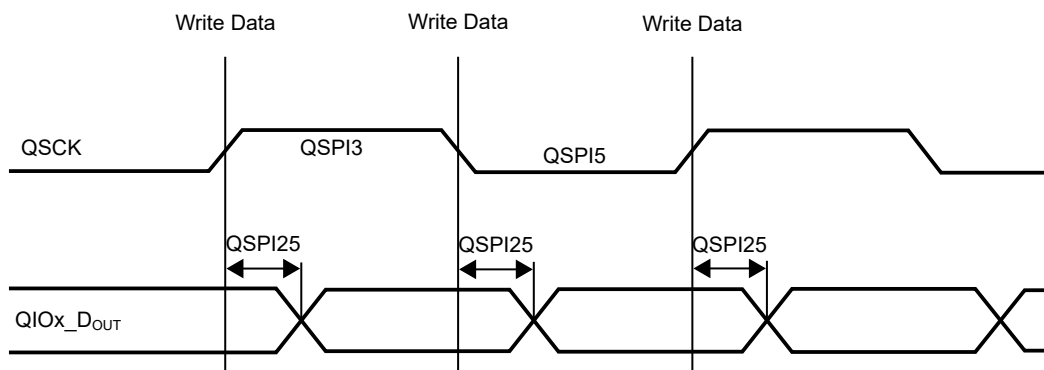 Write Data
Write Data
Write Data
QSCK
QSPI3
QSPI5
QSPI25
QSPI25
QSPI25
QIOx_DOUT